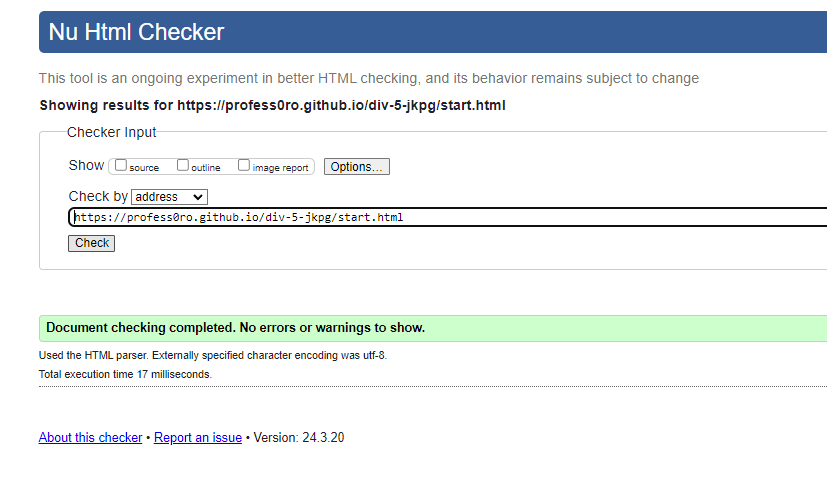 Nu Html Checker
This tool is an ongoing experiment in better HTML checking, and its behavior remains subject to change
Showing results for https://profess0ro.github.io/div-5-jkpg/start.html
Checker Input
Show source outline image report Options...
Check by address
https://profess0ro.github.io/div-5-jkpg/start.html
Check
Document checking completed. No errors or warnings to show.
Used the HTML parser. Externally specified character encoding was utf-8.
Total execution time 17 milliseconds.
About this checker • Report an issue • Version: 24.3.20